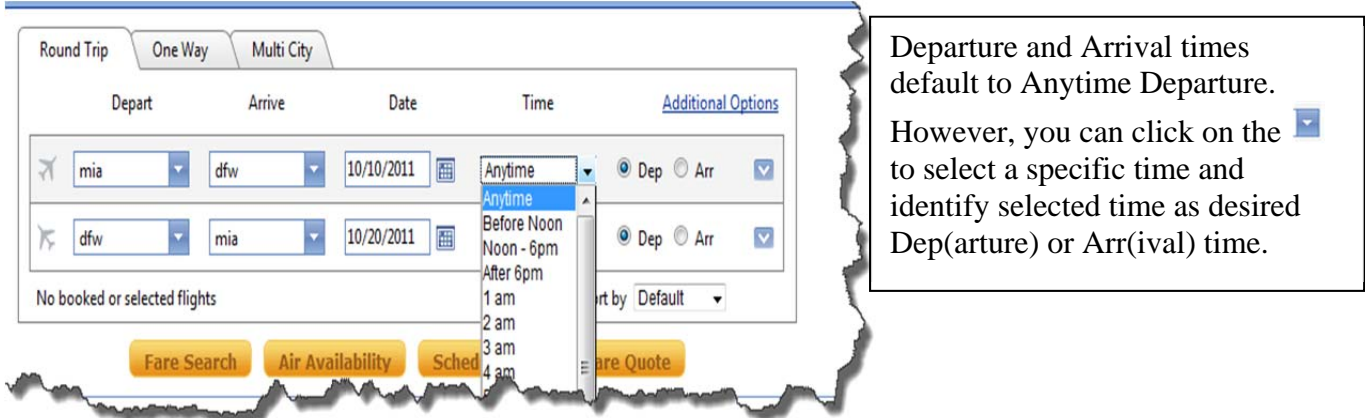 Round Trip One Way Multi City
Depart Arrive Date Time Additional Options
mia dfw 10/10/2011 Anytime Dep Arr
Anytime
Before Noon
dfw mia 10/20/2011 Noon - 6pm Dep Arr
After 6pm
No booked or selected flights 1 am by Default
2 am
3 am
Fare Search Air Availability Quote
4 am
Departure and Arrival times
default to Anytime Departure.
However, you can click on the
to select a specific time and
identify selected time as desired
Dep(arture) or Arr(ival) time.